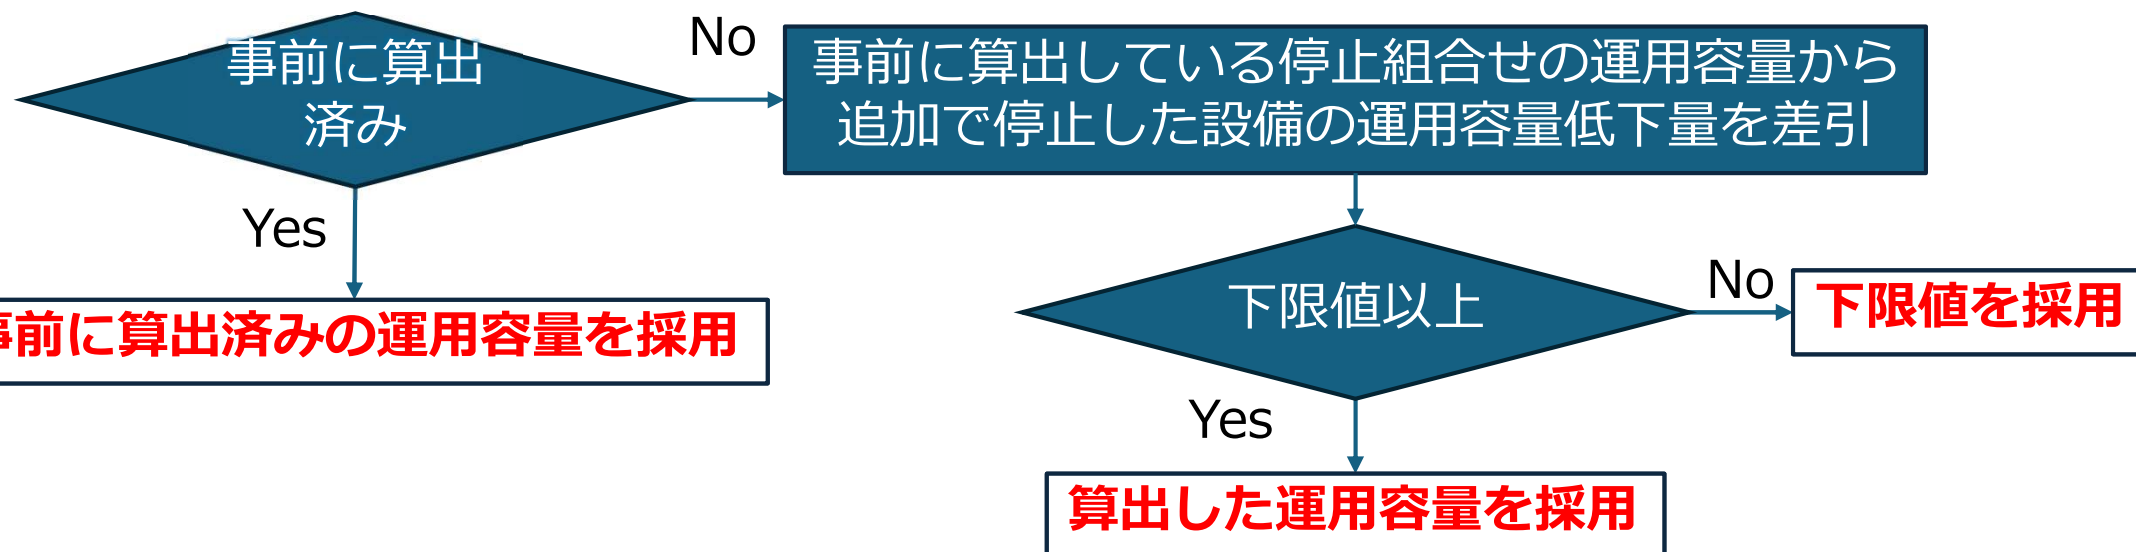 事前に算出
済み
No
事前に算出している停止組合せの運用容量から
追加で停止した設備の運用容量低下量を差引
Yes
事前に算出済みの運用容量を採用
下限値以上
No
下限値を採用
Yes
算出した運用容量を採用